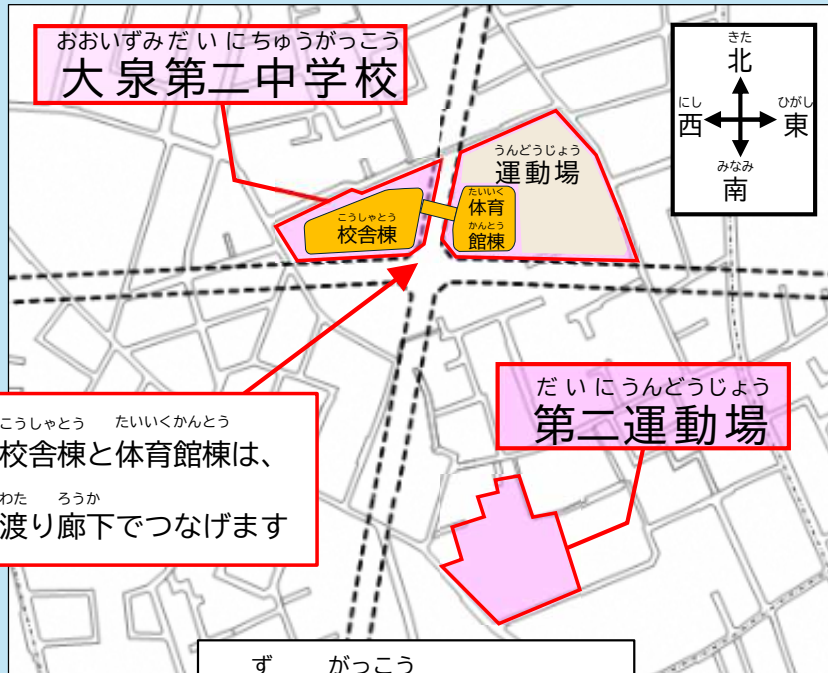 おおいずみだいにちゅうがっこう
大泉第二中学校
きた
北
にし
西
ひがし
東
みなみ
南
うんどうじょう
運動場
こうしゃとう
校舎棟
たいいく
体育
かんとう
館棟
だいにうんどうじょう
第二運動場
こうしゃとう たいいくかんとう
校舎棟と体育館棟は、
わた ろうか
渡り廊下でつなげます
ず がっこう